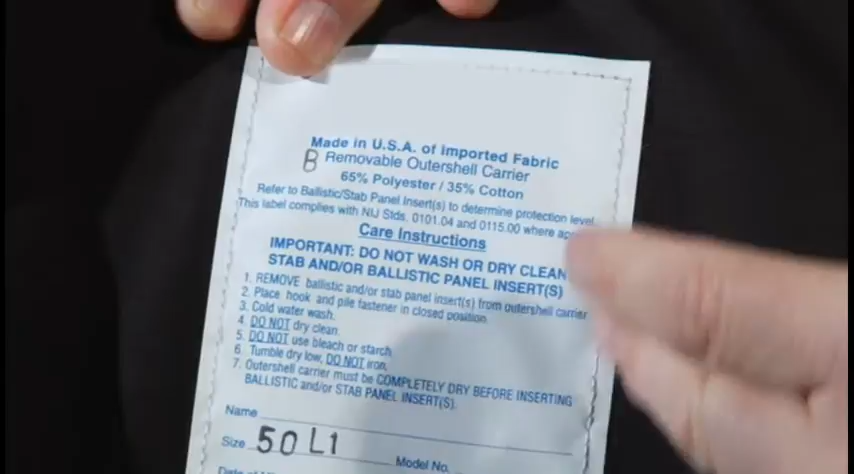 Made in U.S.A. of Imported Fabric
B Removable Outershell Carrier
65% Polyester / 35% Cotton
Refer to Ballistic/Stab Panel Insert(s) to determine protection level
This label complies with NIJ Stds. 0101.04 and 0115.00 where
Care Instructions
IMPORTANT: DO NOT WASH OR DRY CLEAN
STAB AND/OR BALLISTIC PANEL INSERT(S)
1. REMOVE ballistic and/or stab panel insert(s) from outershell carrier
2. Place hook and pile fastener in closed position.
3. Cold water wash.
4. DO NOT dry clean.
5. DO NOT use bleach or starch.
6. Tumble dry low, DO NOT iron.
7. Outershell carrier must be COMPLETELY DRY BEFORE INSERTING
BALLISTIC and/or STAB PANEL INSERT(S).
Name
Size 50 L1 Model No.